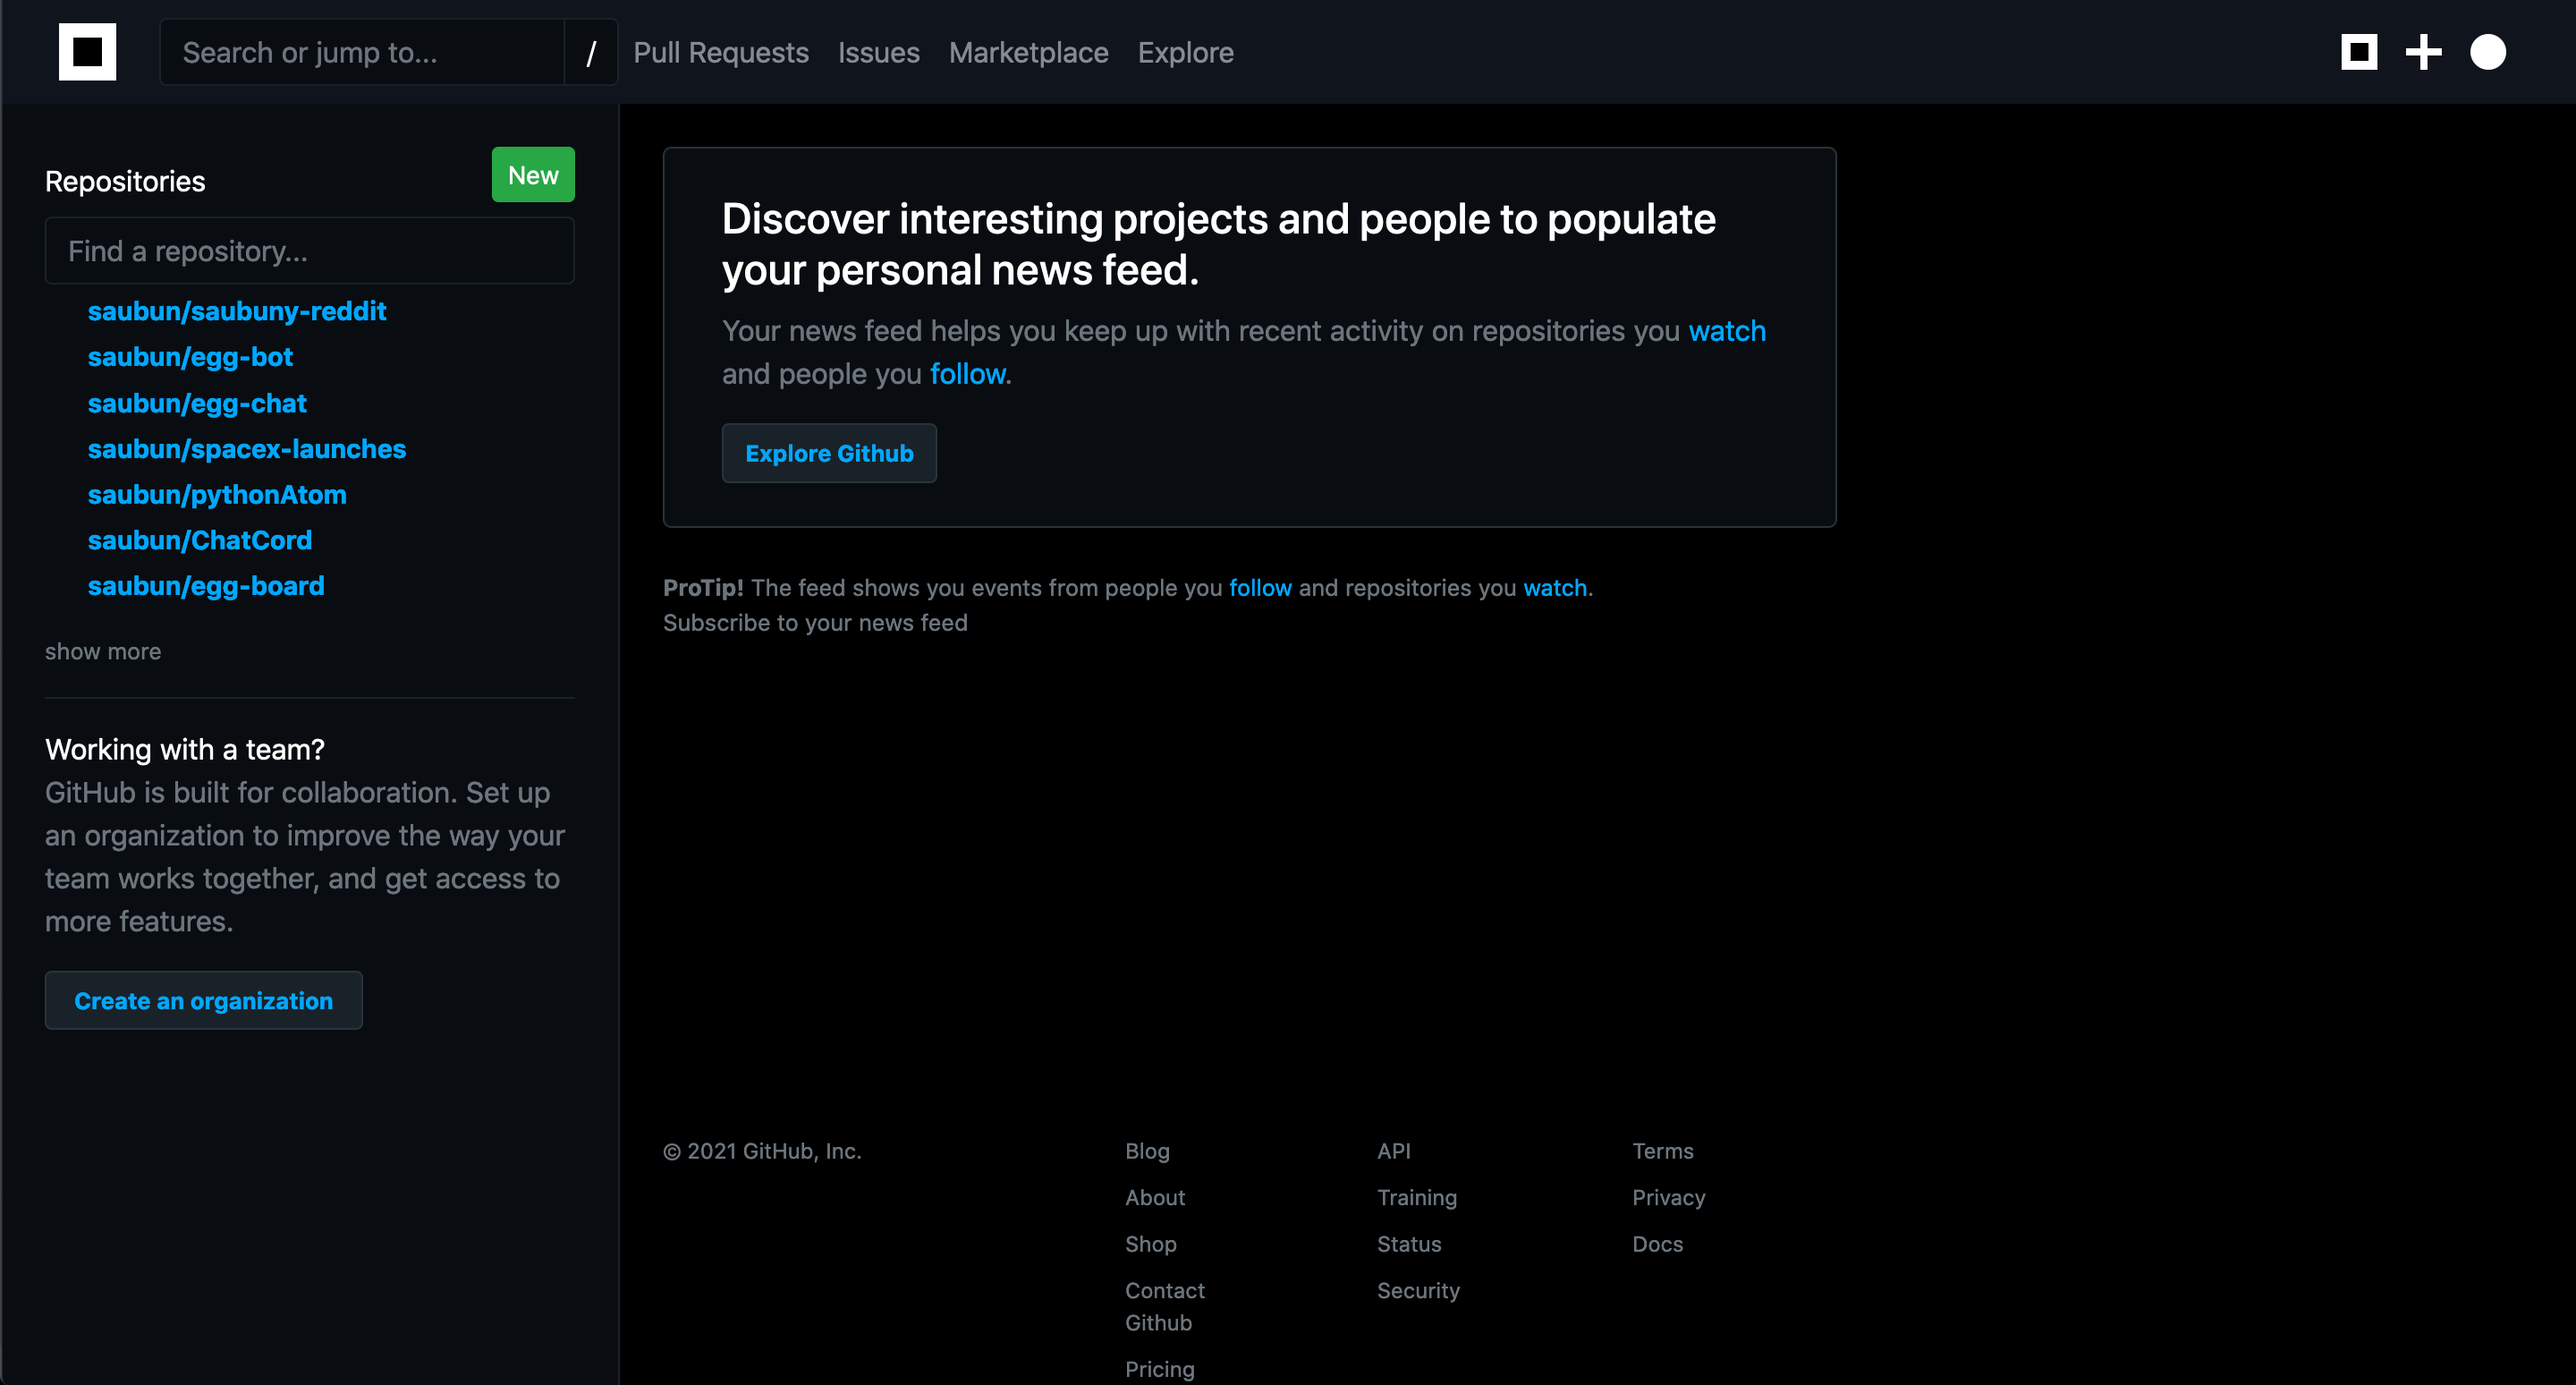 Search or jump to...
/
Pull Requests
Issues
Marketplace
Explore
Repositories
New
Find a repository...
saubun/saubuny-reddit
saubun/egg-bot
saubun/egg-chat
saubun/spacex-launches
saubun/pythonAtom
saubun/ChatCord
saubun/egg-board
show more
Working with a team?
GitHub is built for collaboration. Set up
an organization to improve the way your
team works together, and get access to
more features.
Create an organization
Discover interesting projects and people to populate
your personal news feed.
Your news feed helps you keep up with recent activity on repositories you watch
and people you follow.
Explore Github
ProTip! The feed shows you events from people you follow and repositories you watch.
Subscribe to your news feed
© 2021 GitHub, Inc.
Blog
About
Shop
Contact
Github
Pricing
API
Training
Status
Security
Terms
Privacy
Docs